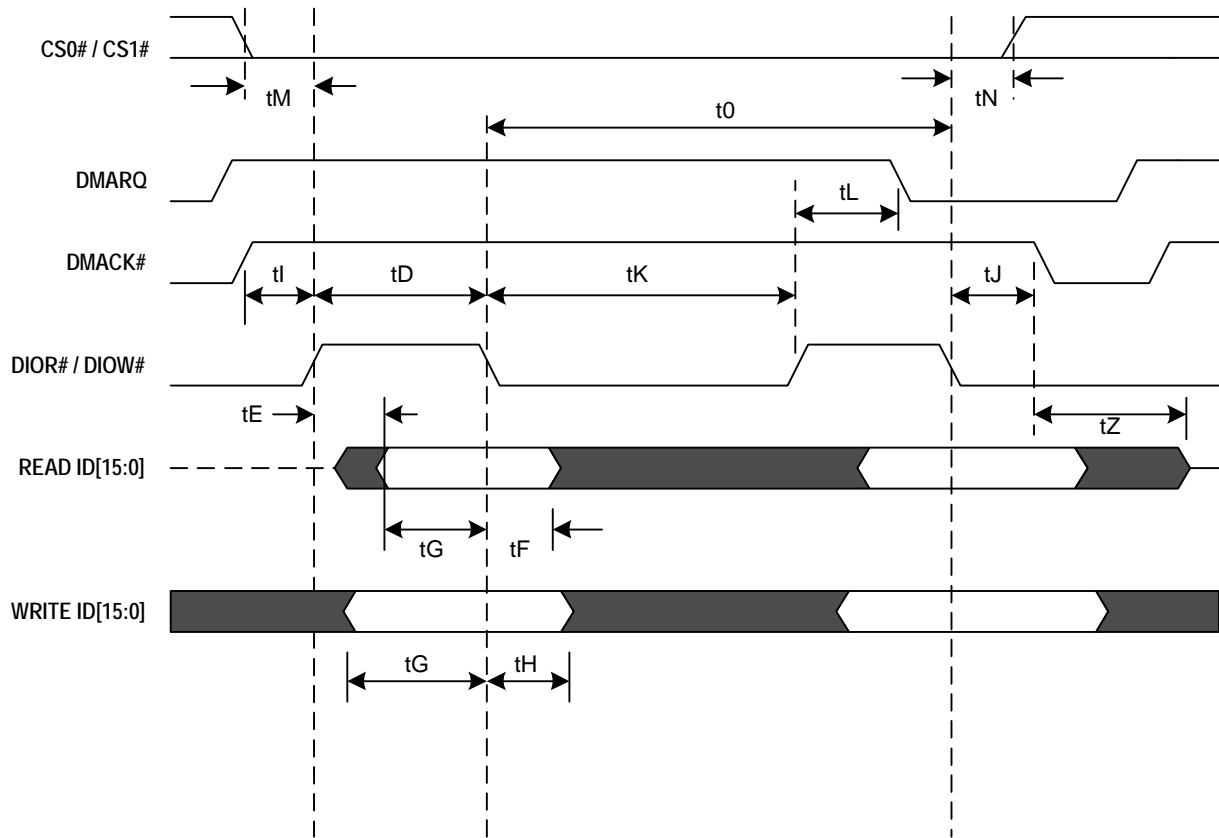 CS0# / CS1#
tM
tN
t0
DMARQ
tL
DMACK#
tI
tD
tK
tJ
DIOR# / DIOW#
tE
tZ
READ ID[15:0]
tG
tF
WRITE ID[15:0]
tG
tH